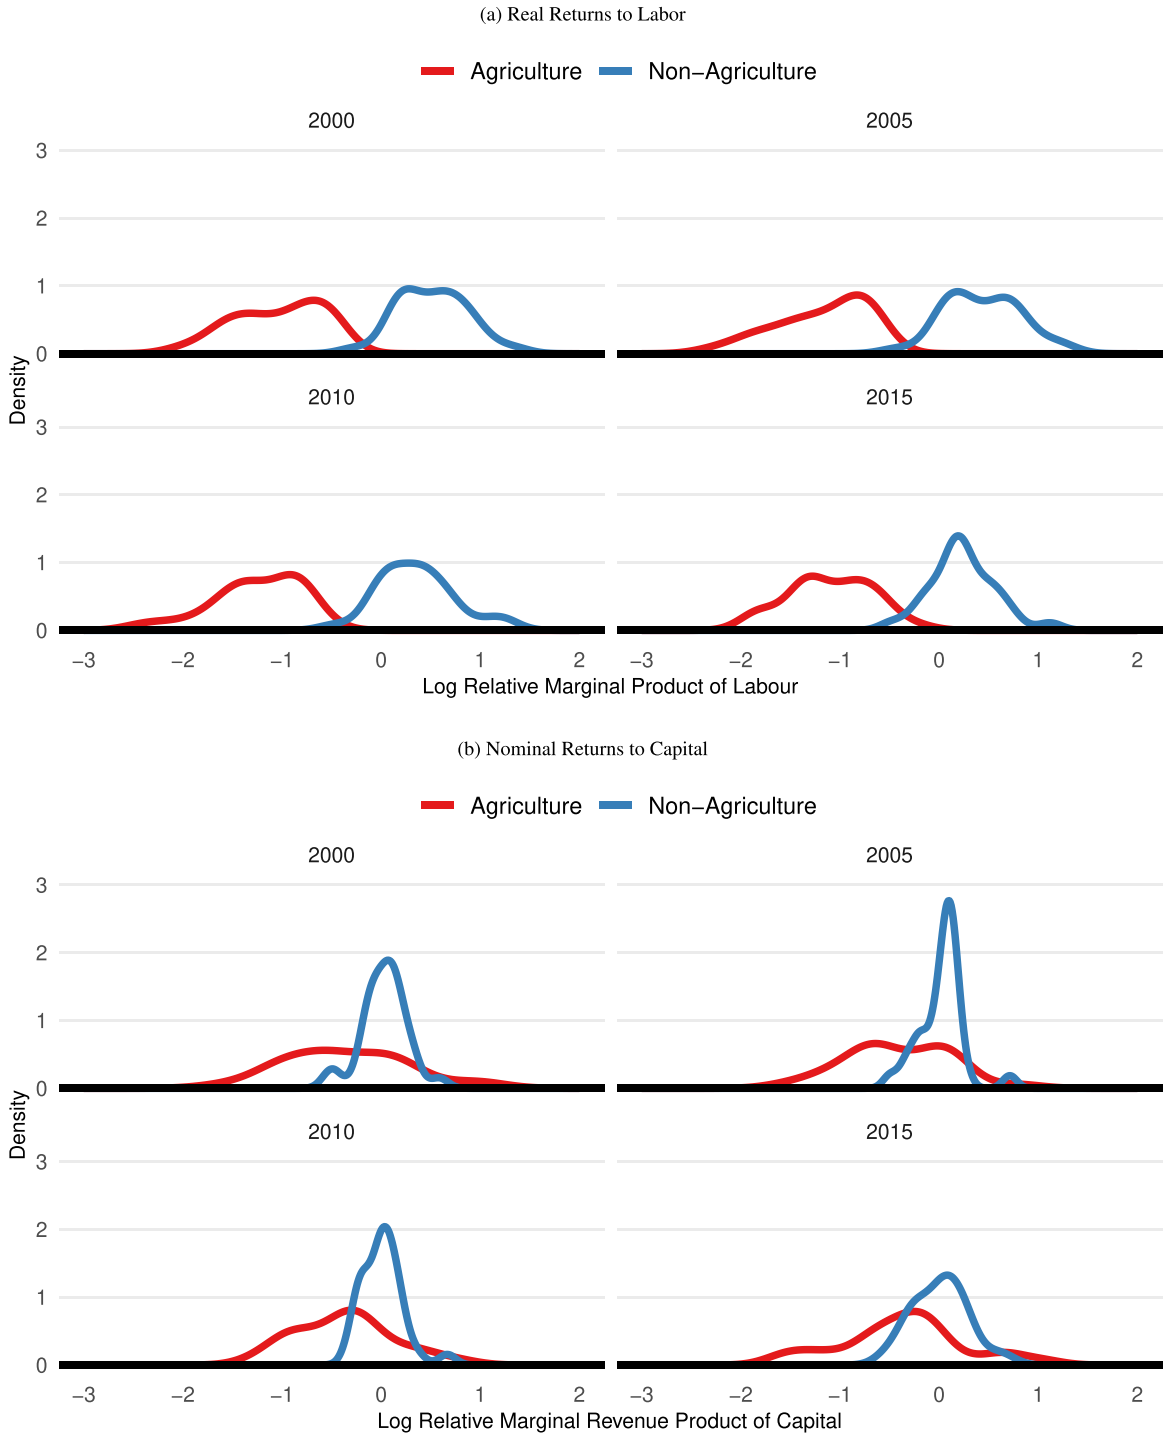 (a) Real Returns to Labor
Agriculture Non−Agriculture
2000 2005
3
2
1
0
Density
2010 2015
3
2
1
0
−3 −2 −1 0 1 2 −3 −2 −1 0 1 2
Log Relative Marginal Product of Labour
(b) Nominal Returns to Capital
Agriculture Non−Agriculture
2000 2005
3
2
1
0
Density
2010 2015
3
2
1
0
−3 −2 −1 0 1 2 −3 −2 −1 0 1 2
Log Relative Marginal Revenue Product of Capital